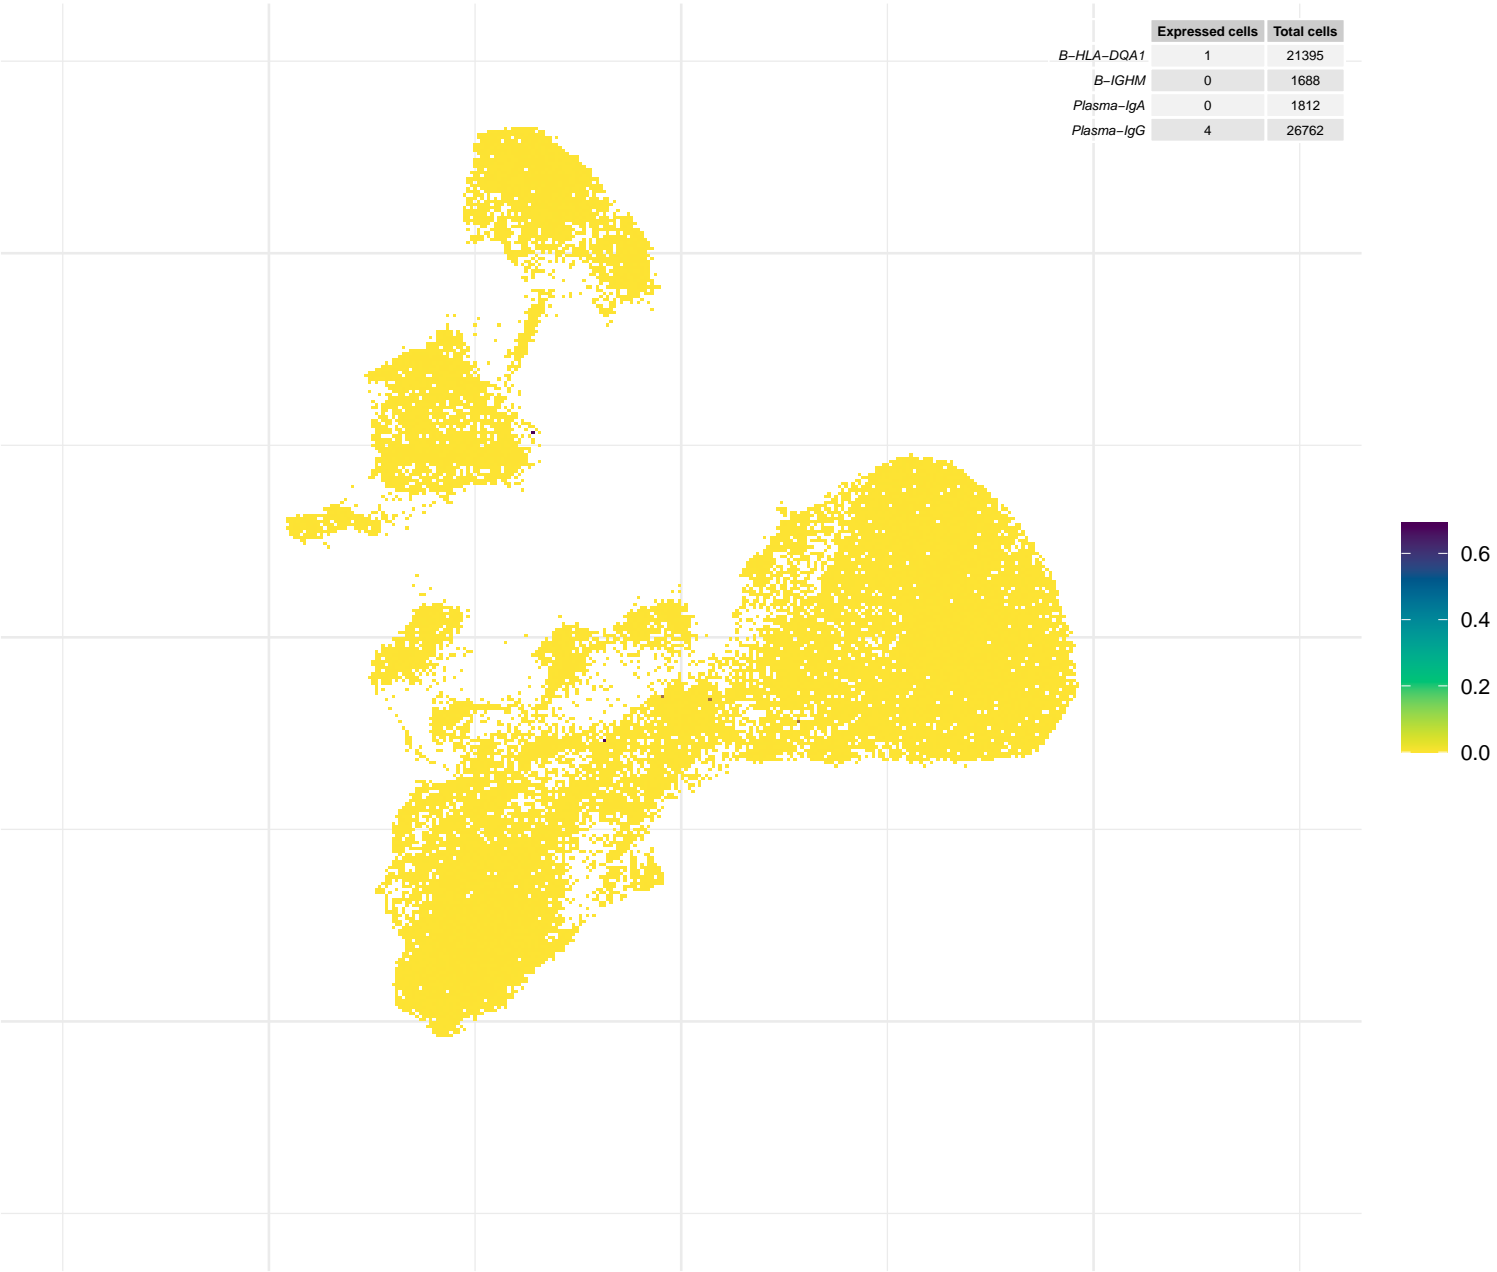 Expressed cells Total cells
B−HLA−DQA1 1 21395
B−IGHM 0 1688
Plasma−IgA 0 1812
Plasma−IgG 4 26762
0.6
0.4
0.2
0.0